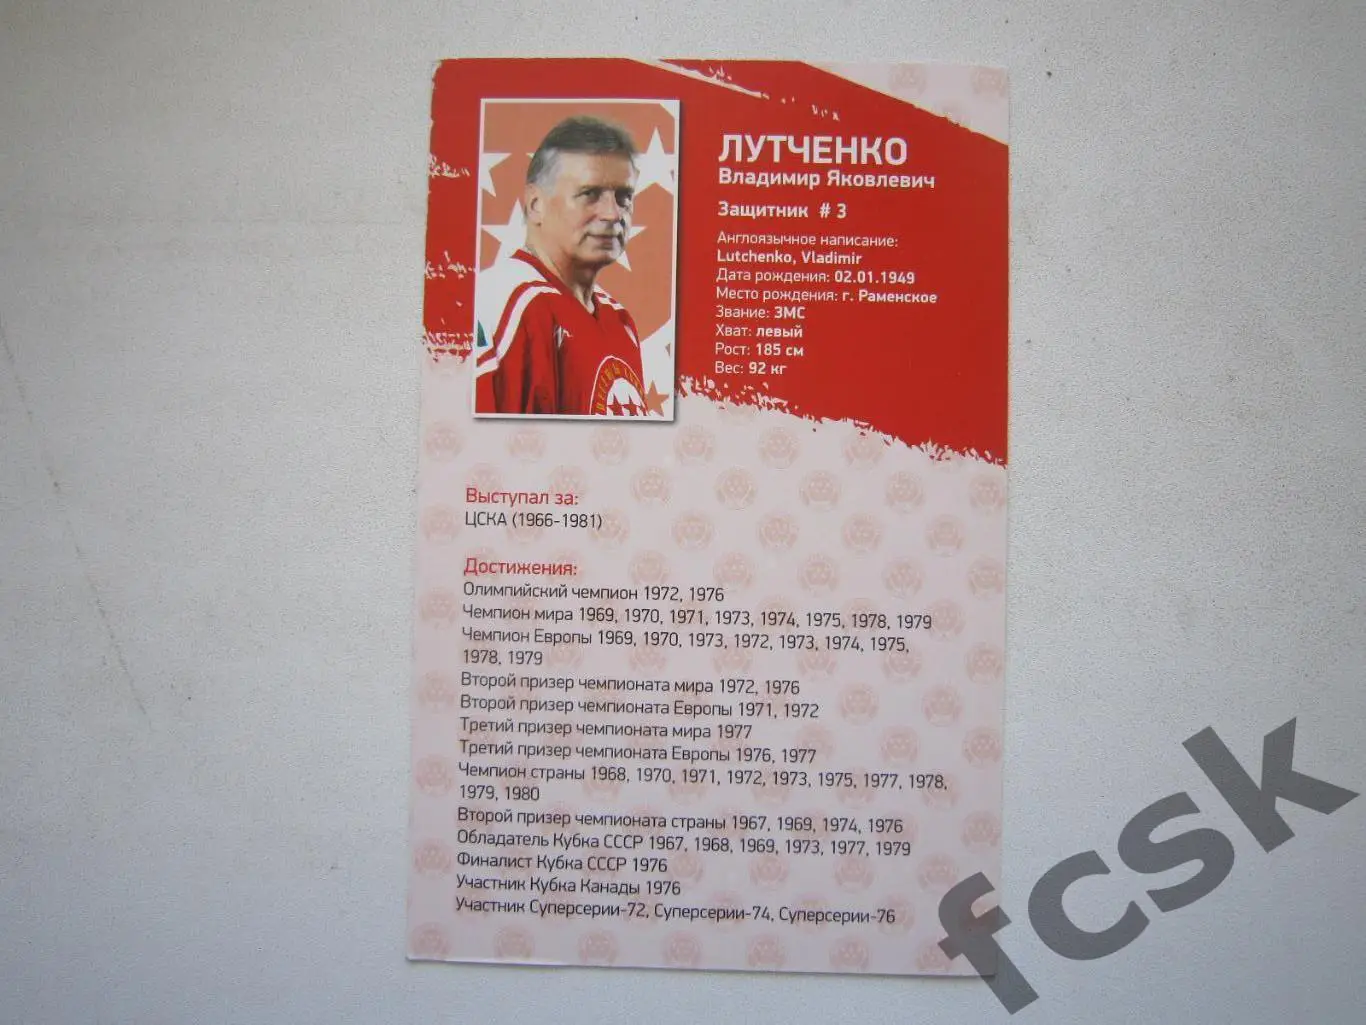 ЛУТЧЕНКО
Владимир Яковлевич
Защитник # 3
Англоязычное написание:
Lutchenko, Vladimir
Дата рождения: 02.01.1949
Место рождения: г. Раменское
Звание: ЗМС
Хват: левый
Рост: 185 см
Вес: 92 кг
Выступал за:
ЦСКА (1966-1981)
Достижения:
Олимпийский чемпион 1972, 1976
Чемпион мира 1969, 1970, 1971, 1973, 1974, 1975, 1978, 1979
Чемпион Европы 1969, 1970, 1973, 1972, 1973, 1974, 1975,
1978, 1979
Второй призер чемпионата мира 1972, 1976
Второй призер чемпионата Европы 1971, 1972
Третий призер чемпионата мира 1977
Третий призер чемпионата Европы 1976, 1977
Чемпион страны 1968, 1970, 1971, 1972, 1973, 1975, 1977, 1978,
1979, 1980
Второй призер чемпионата страны 1967, 1969, 1974, 1976
Обладатель Кубка СССР 1967, 1968, 1969, 1973, 1977, 1979
Финалист Кубка СССР 1976
Участник Кубка Канады 1976
Участник Суперсерии-72, Суперсерии-74, Суперсерии-76
fcsk